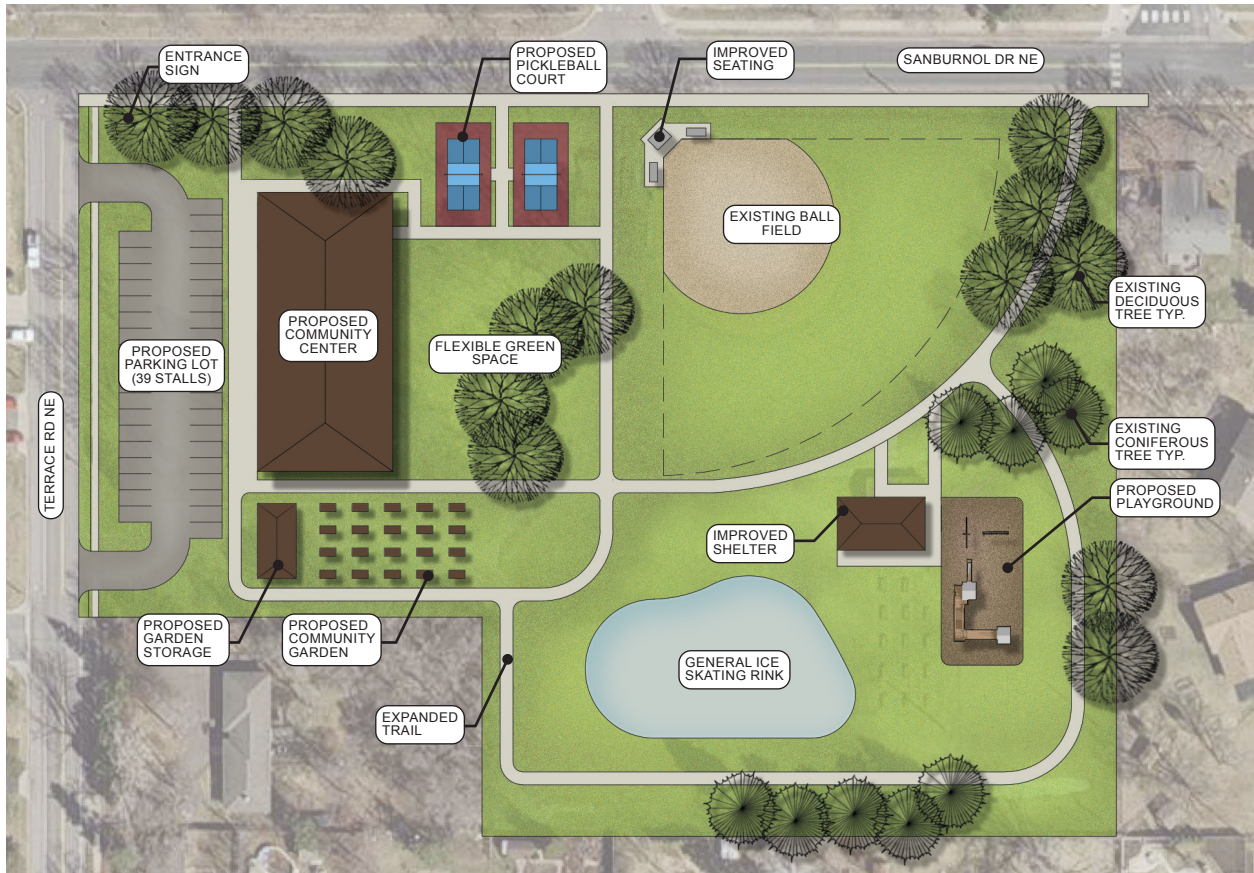 ENTRANCE
SIGN
PROPOSED
PICKLEBALL
COURT
IMPROVED
SEATING
SANBURNOL DR NE
EXISTING BALL
FIELD
EXISTING
DECIDUOUS
TREE TYP.
PROPOSED
COMMUNITY
CENTER
FLEXIBLE GREEN
SPACE
PROPOSED
PARKING LOT
(39 STALLS)
TERRACE RD NE
EXISTING
CONIFEROUS
TREE TYP.
PROPOSED
PLAYGROUND
IMPROVED
SHELTER
PROPOSED
GARDEN
STORAGE
PROPOSED
COMMUNITY
GARDEN
GENERAL ICE
SKATING RINK
EXPANDED
TRAIL